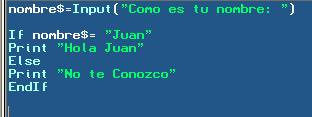 nombre$=Input("Como es tu nombre: ")
If nombre$= "Juan"
Print "Hola Juan"
Else
Print "No te Conozco"
EndIf